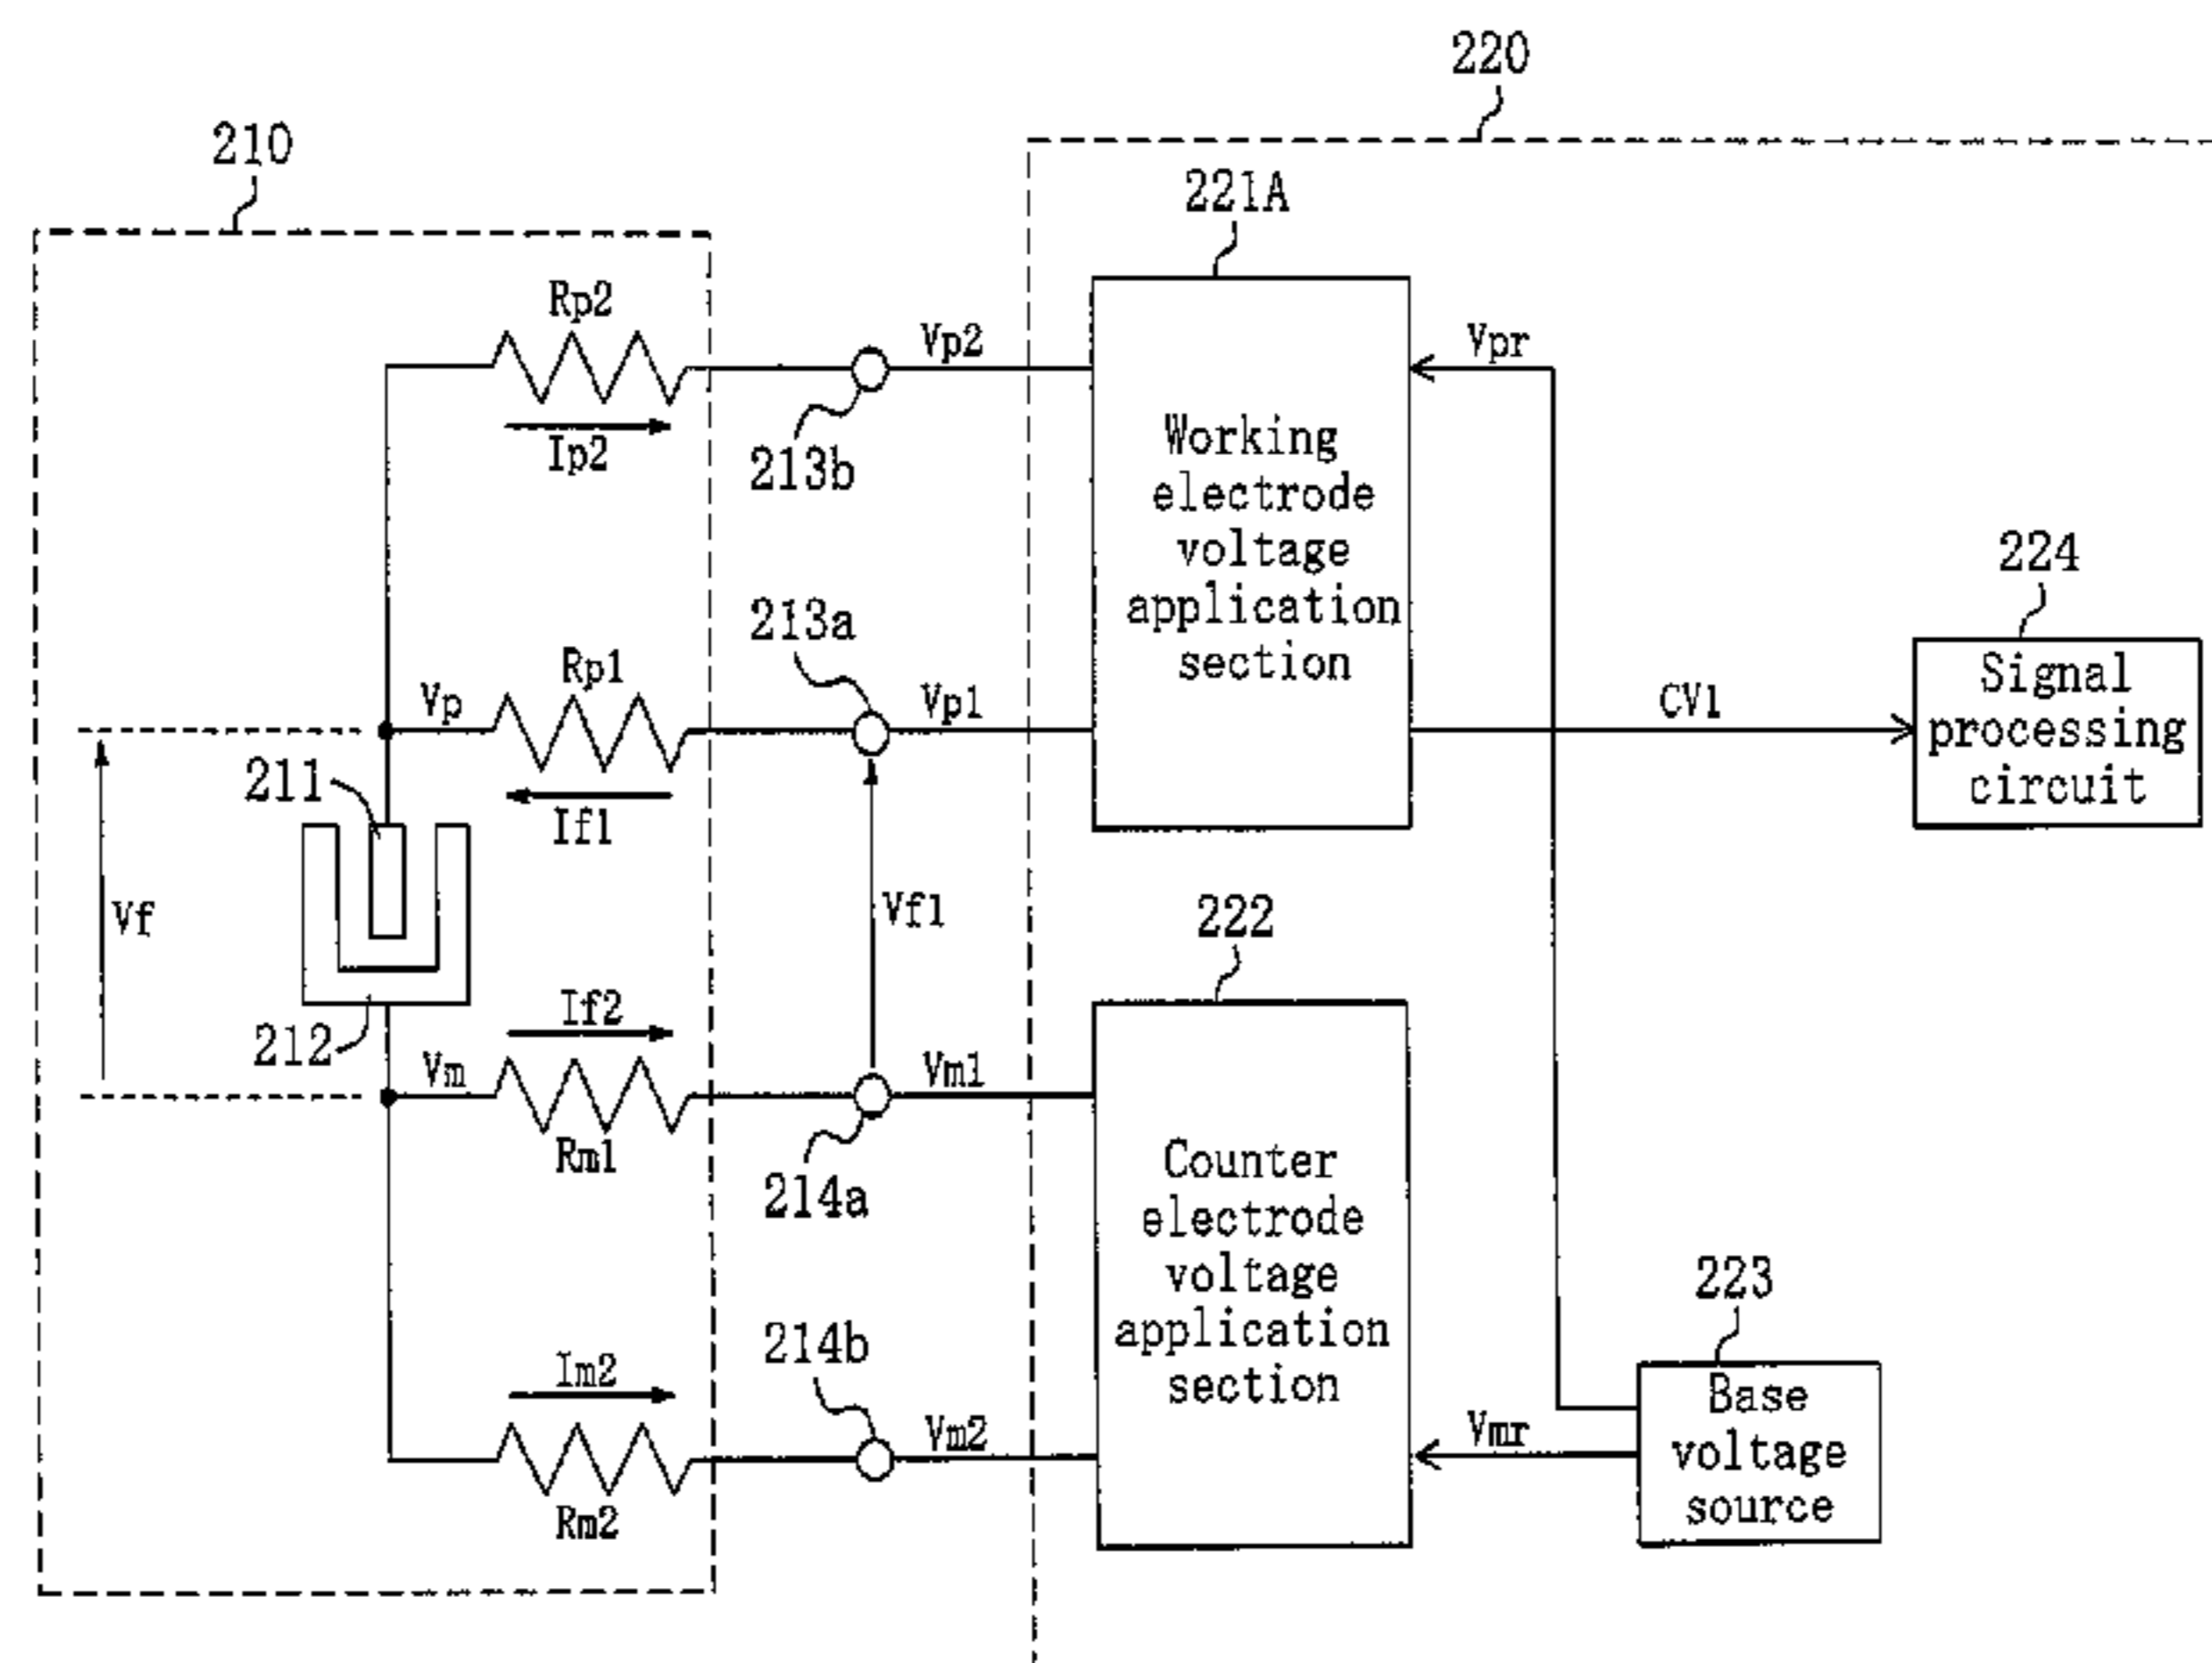 220
210
221A
Rp2
Vp2
Vpr
Ip2
213b
Working
electrode
voltage
application
section
224
213a
Rp1
Vp
Vp1
CV1
Signal
processing
circuit
211
If1
Vf
Vf1
222
If2
212
Vm
Vm1
Rm1
214a
Counter
electrode
voltage
application
section
223
214b
Im2
Vm2
Vmr
Base
voltage
source
Rm2